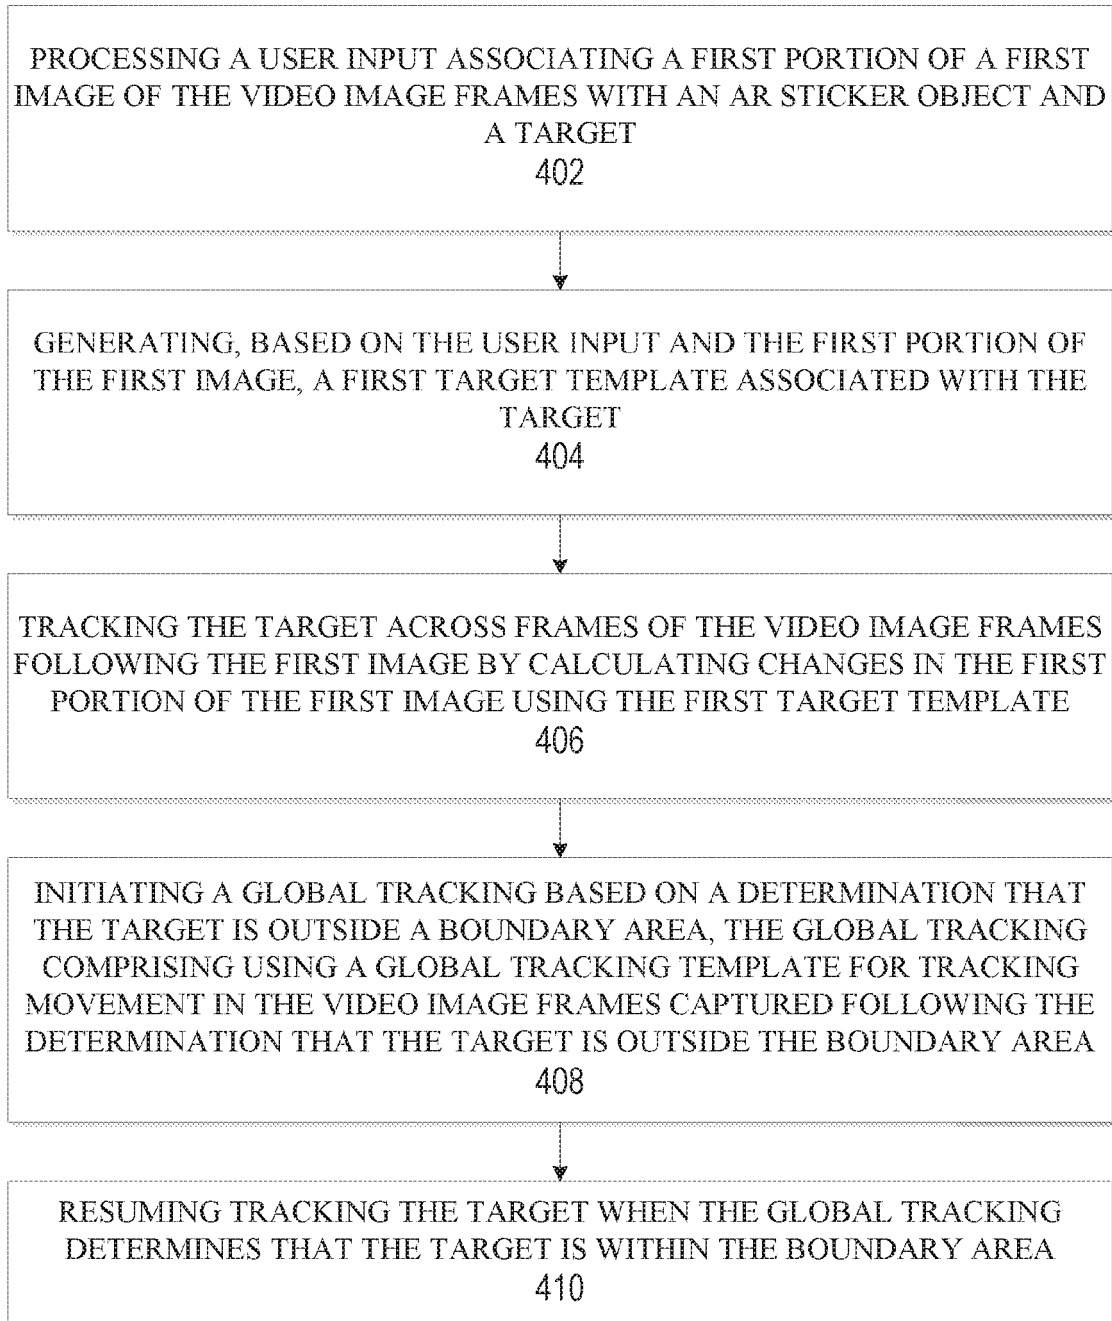 PROCESSING A USER INPUT ASSOCIATING A FIRST PORTION OF A FIRST
IMAGE OF THE VIDEO IMAGE FRAMES WITH AN AR STICKER OBJECT AND
A TARGET
402
GENERATING, BASED ON THE USER INPUT AND THE FIRST PORTION OF
THE FIRST IMAGE, A FIRST TARGET TEMPLATE ASSOCIATED WITH THE
TARGET
404
TRACKING THE TARGET ACROSS FRAMES OF THE VIDEO IMAGE FRAMES
FOLLOWING THE FIRST IMAGE BY CALCULATING CHANGES IN THE FIRST
PORTION OF THE FIRST IMAGE USING THE FIRST TARGET TEMPLATE
406
INITIATING A GLOBAL TRACKING BASED ON A DETERMINATION THAT
THE TARGET IS OUTSIDE A BOUNDARY AREA, THE GLOBAL TRACKING
COMPRISING USING A GLOBAL TRACKING TEMPLATE FOR TRACKING
MOVEMENT IN THE VIDEO IMAGE FRAMES CAPTURED FOLLOWING THE
DETERMINATION THAT THE TARGET IS OUTSIDE THE BOUNDARY AREA
408
RESUMING TRACKING THE TARGET WHEN THE GLOBAL TRACKING
DETERMINES THAT THE TARGET IS WITHIN THE BOUNDARY AREA
410